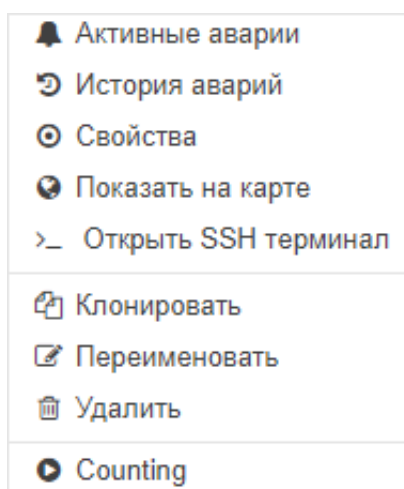 Активные аварии
История аварий
Свойства
Показать на карте
Открыть SSH терминал
Клонировать
Переименовать
Удалить
Counting